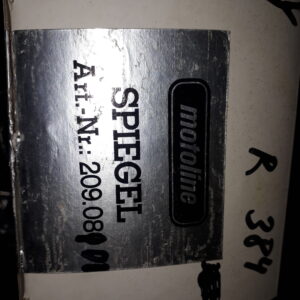 motoline
SPIEGEL
Art.-Nr.: 209.08
R 384